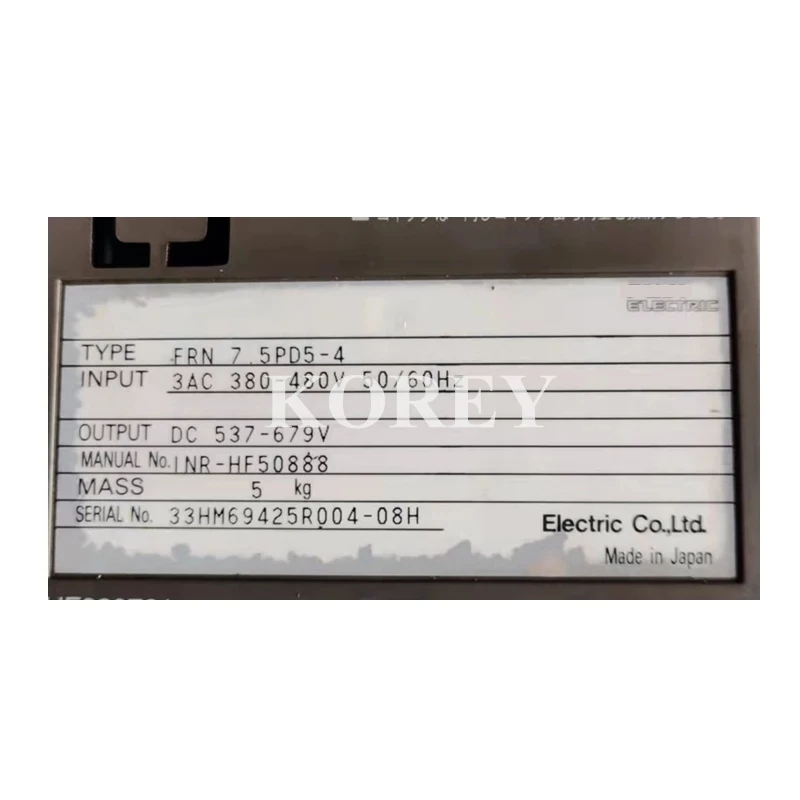 ELECTRIC
TYPE FRN 7.5PD5-4
INPUT 3AC 380-480V 50/60Hz
KOREY
OUTPUT DC 537-679V
MANUAL No. INR-HF50888
MASS 5 kg
SERIAL No. 33HM69425R004-08H
Electric Co.,Ltd.
Made in Japan